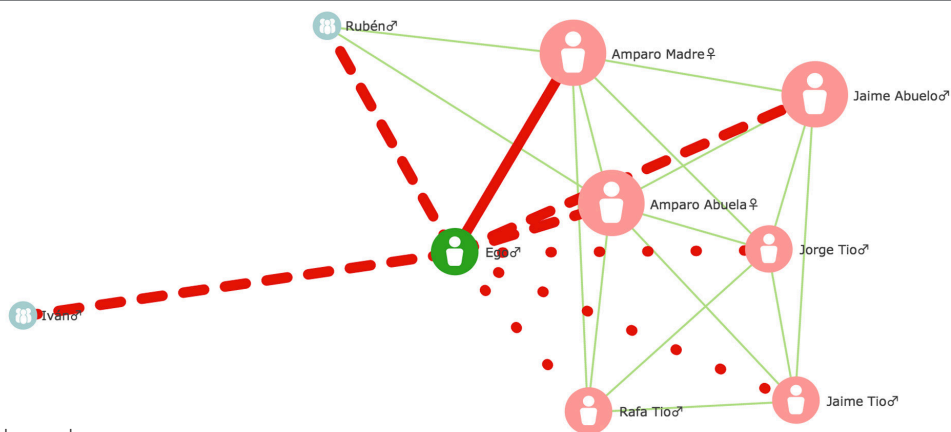 Rubén♂
Amparo Madre♀
Jaime Abuelo♂
Amparo Abuela♀
Ego♂
Jorge Tio♂
Iván♂
Rafa Tio♂
Jaime Tio♂